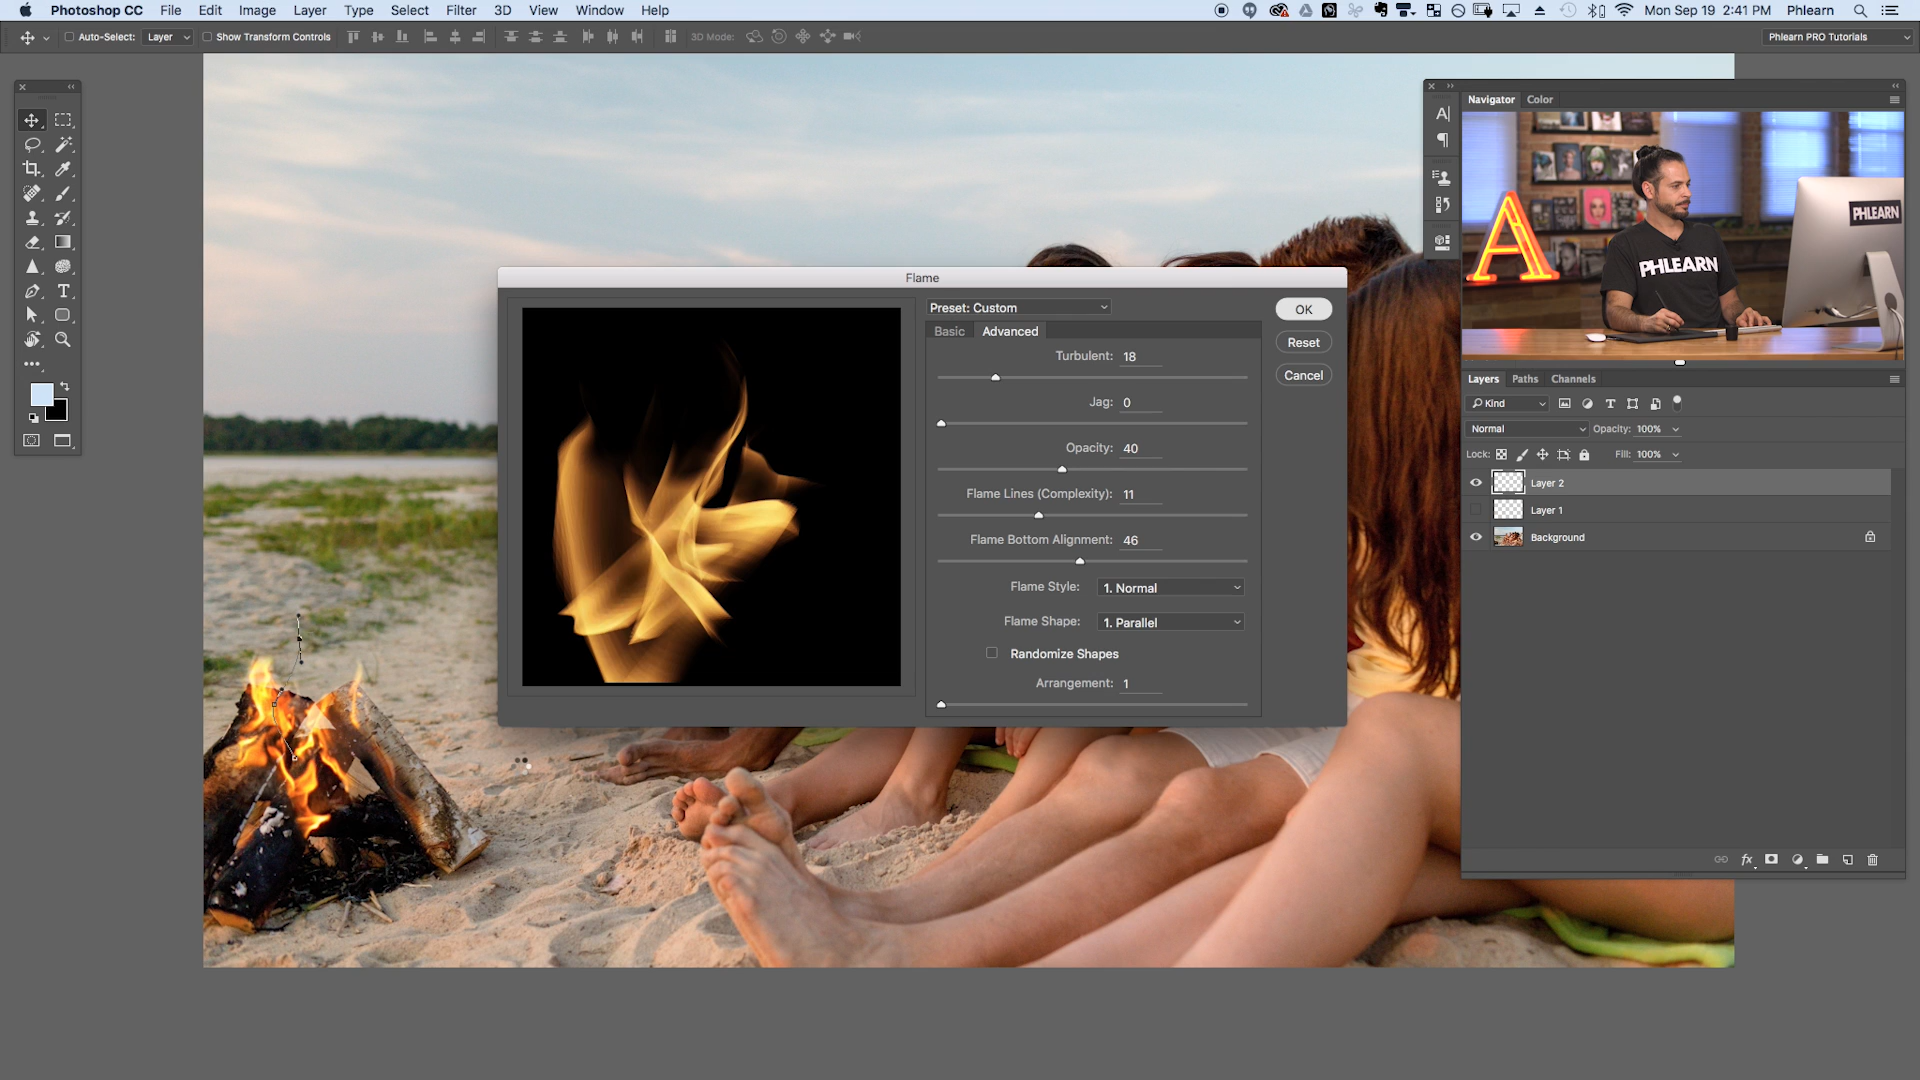 Photoshop CC File Edit Image Layer Type Select Filter 3D View Window Help Mon Sep 19 2:41 PM Phlearn
Auto-Select: Layer Show Transform Controls 3D Mode: Phlearn PRO Tutorials
Navigator Color
A
PHLEARN
PHLEARN
Flame
Preset: Custom
OK
Basic Advanced
Reset
Turbulent: 18
Cancel
Jag: 0
Opacity: 40
Flame Lines (Complexity): 11
Flame Bottom Alignment: 46
Flame Style: 1. Normal
Flame Shape: 1. Parallel
Randomize Shapes
Arrangement: 1
Layers Paths Channels
Kind
Normal Opacity: 100%
Lock: Fill: 100%
Layer 2
Layer 1
Background